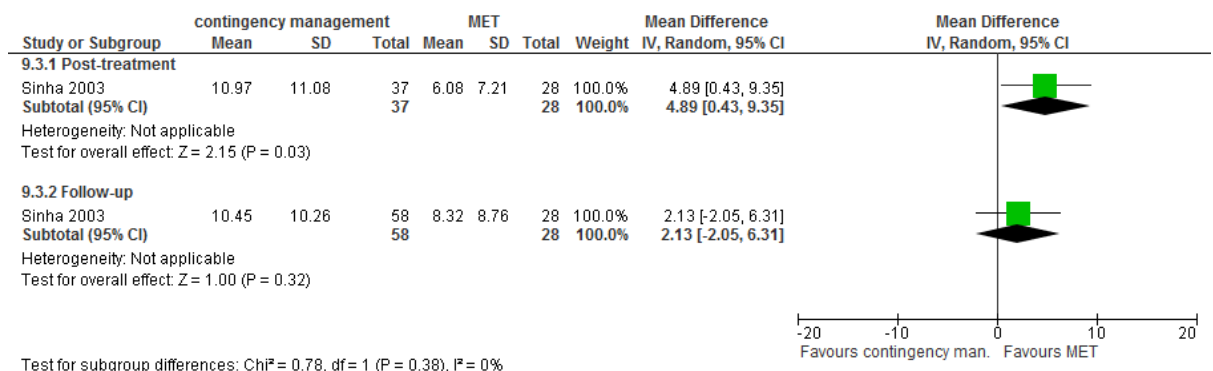 contingency management MET Mean Difference Mean Difference
Study or Subgroup Mean SD Total Mean SD Total Weight IV, Random, 95% CI IV, Random, 95% CI
9.3.1 Post-treatment
Sinha 2003 10.97 11.08 37 6.08 7.21 28 100.0% 4.89 [0.43, 9.35]
Subtotal (95% CI) 37 28 100.0% 4.89 [0.43, 9.35]
Heterogeneity: Not applicable
Test for overall effect: Z = 2.15 (P = 0.03)
9.3.2 Follow-up
Sinha 2003 10.45 10.26 58 8.32 8.76 28 100.0% 2.13 [-2.05, 6.31]
Subtotal (95% CI) 58 28 100.0% 2.13 [-2.05, 6.31]
Heterogeneity: Not applicable
Test for overall effect: Z = 1.00 (P = 0.32)
-20 -10 0 10 20
Favours contingency man. Favours MET
Test for subgroup differences: Chi² = 0.78, df = 1 (P = 0.38), I² = 0%